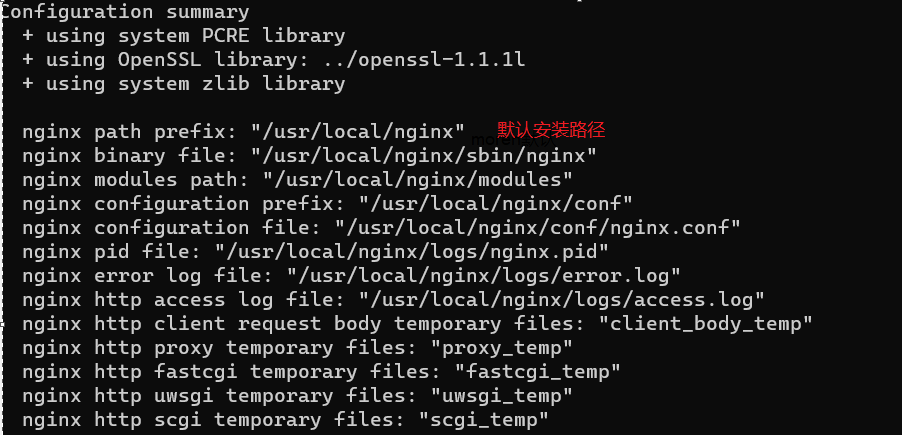 Configuration summary
+ using system PCRE library
+ using OpenSSL library: ../openssl-1.1.1l
+ using system zlib library
nginx path prefix: "/usr/local/nginx" 默认安装路径
nginx binary file: "/usr/local/nginx/sbin/nginx"
nginx modules path: "/usr/local/nginx/modules"
nginx configuration prefix: "/usr/local/nginx/conf"
nginx configuration file: "/usr/local/nginx/conf/nginx.conf"
nginx pid file: "/usr/local/nginx/logs/nginx.pid"
nginx error log file: "/usr/local/nginx/logs/error.log"
nginx http access log file: "/usr/local/nginx/logs/access.log"
nginx http client request body temporary files: "client_body_temp"
nginx http proxy temporary files: "proxy_temp"
nginx http fastcgi temporary files: "fastcgi_temp"
nginx http uwsgi temporary files: "uwsgi_temp"
nginx http scgi temporary files: "scgi_temp"